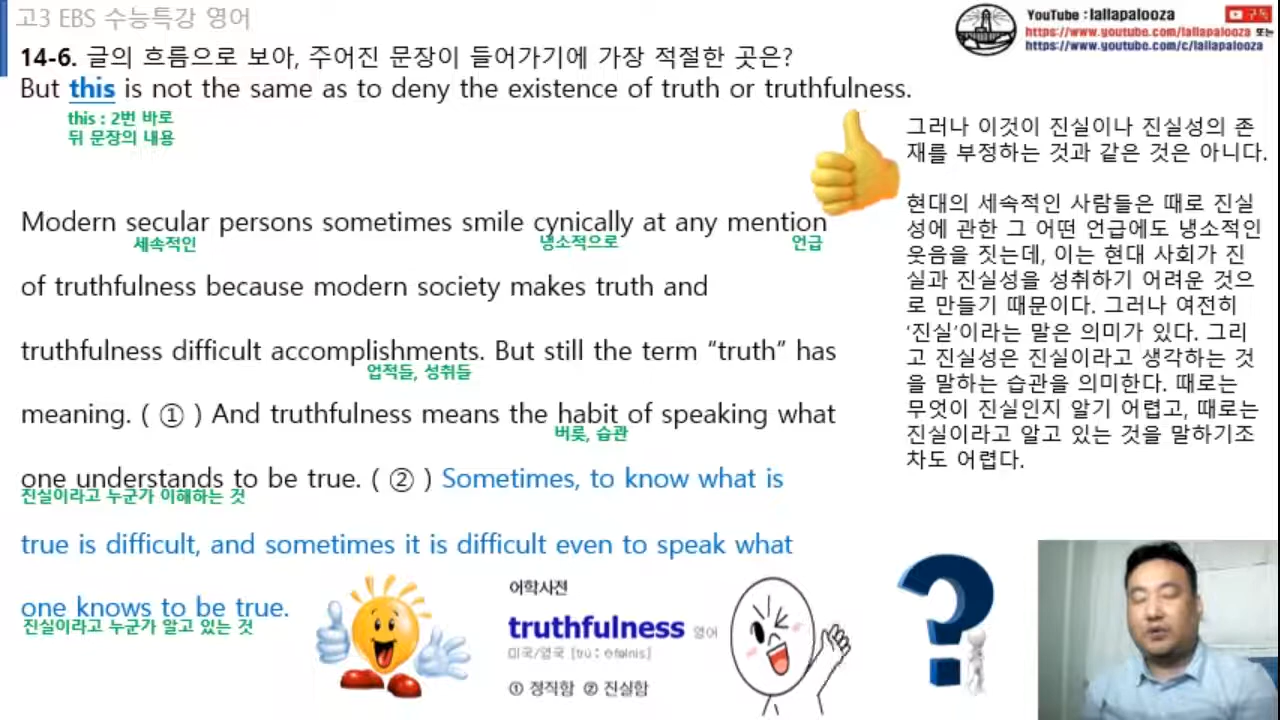 고3 EBS 수능특강 영어
YouTube : lallapalooza
구독
https://www.youtube.com/lallapalooza 또는
https://www.youtube.com/c/lallapalooza
14-6. 글의 흐름으로 보아, 주어진 문장이 들어가기에 가장 적절한 곳은?
But this is not the same as to deny the existence of truth or truthfulness.
this : 2번 바로
뒤 문장의 내용
Modern secular persons sometimes smile cynically at any mention
세속적인 냉소적으로 언급
of truthfulness because modern society makes truth and
truthfulness difficult accomplishments. But still the term “truth” has
업적들, 성취들
meaning. ( ① ) And truthfulness means the habit of speaking what
버릇, 습관
one understands to be true. ( ② ) Sometimes, to know what is
진실이라고 누군가 이해하는 것
true is difficult, and sometimes it is difficult even to speak what
one knows to be true.
진실이라고 누군가 알고 있는 것
그러나 이것이 진실이나 진실성의 존
재를 부정하는 것과 같은 것은 아니다.
현대의 세속적인 사람들은 때로 진실
성에 관한 그 어떤 언급에도 냉소적인
웃음을 짓는데, 이는 현대 사회가 진
실과 진실성을 성취하기 어려운 것으
로 만들기 때문이다. 그러나 여전히
‘진실’이라는 말은 의미가 있다. 그리
고 진실성은 진실이라고 생각하는 것
을 말하는 습관을 의미한다. 때로는
무엇이 진실인지 알기 어렵고, 때로는
진실이라고 알고 있는 것을 말하기조
차도 어렵다.
어학사전
truthfulness 영어
미국/영국
① 정직함 ② 진실함